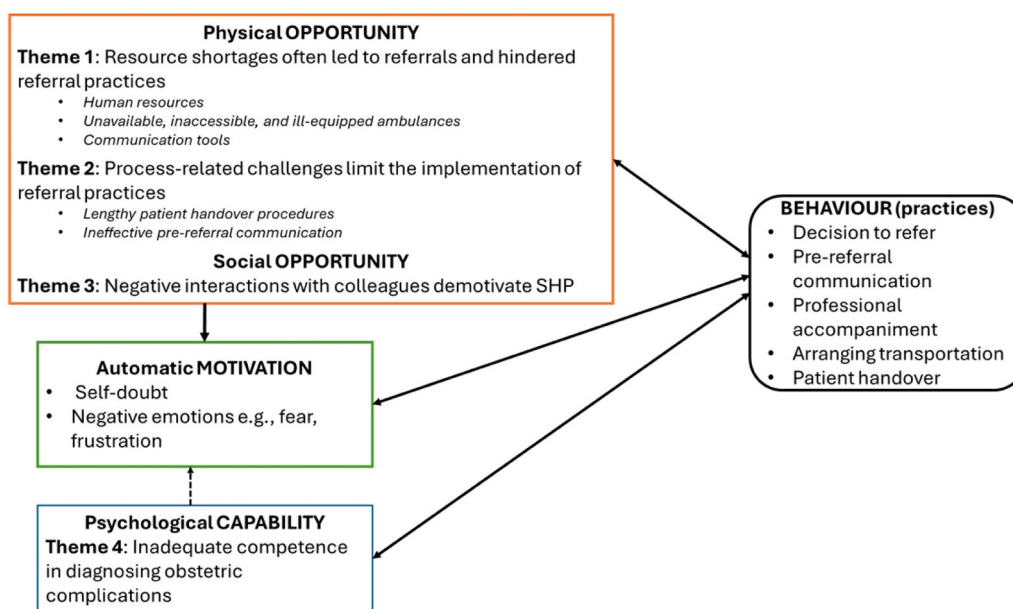 Physical OPPORTUNITY
Theme 1: Resource shortages often led to referrals and hindered
referral practices
• Human resources
• Unavailable, inaccessible, and ill-equipped ambulances
• Communication tools
Theme 2: Process-related challenges limit the implementation of
referral practices
• Lengthy patient handover procedures
• Ineffective pre-referral communication
Social OPPORTUNITY
Theme 3: Negative interactions with colleagues demotivate SHP
Automatic MOTIVATION
• Self-doubt
• Negative emotions e.g., fear,
frustration
Psychological CAPABILITY
Theme 4: Inadequate competence
in diagnosing obstetric
complications
BEHAVIOUR (practices)
• Decision to refer
• Pre-referral
communication
• Professional
accompaniment
• Arranging transportation
• Patient handover